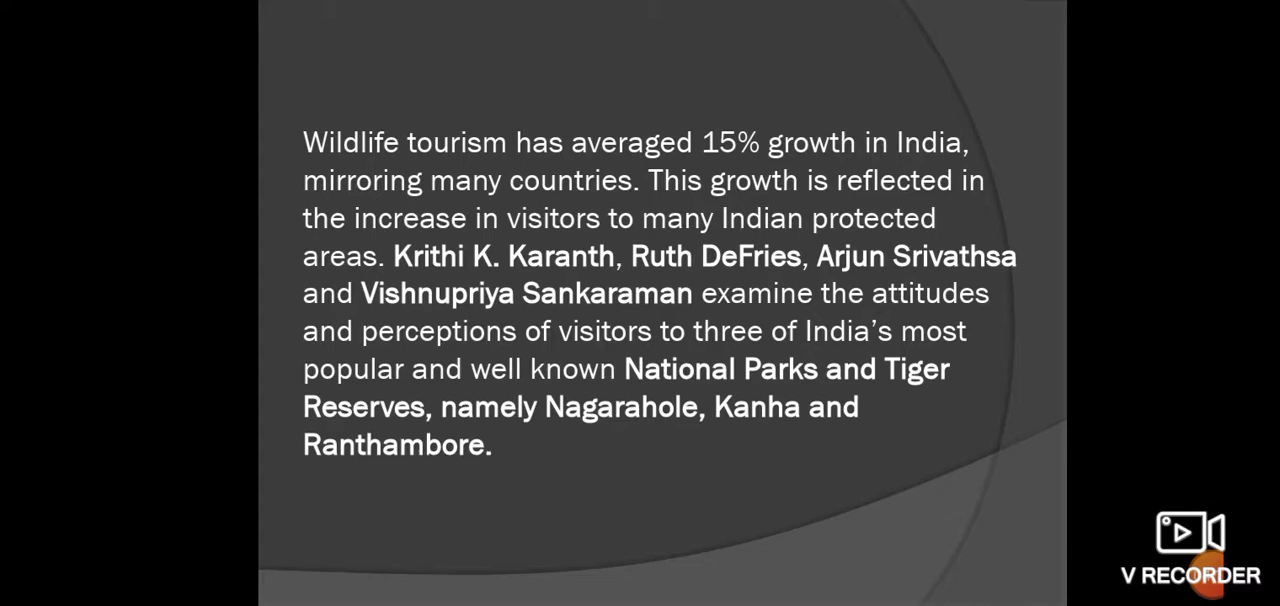 Wildlife tourism has averaged 15% growth in India,
mirroring many countries. This growth is reflected in
the increase in visitors to many Indian protected
areas. Krithi K. Karanth, Ruth DeFries, Arjun Srivathsa
and Vishnupriya Sankaraman examine the attitudes
and perceptions of visitors to three of India’s most
popular and well known National Parks and Tiger
Reserves, namely Nagarahole, Kanha and
Ranthambore.
V RECORDER